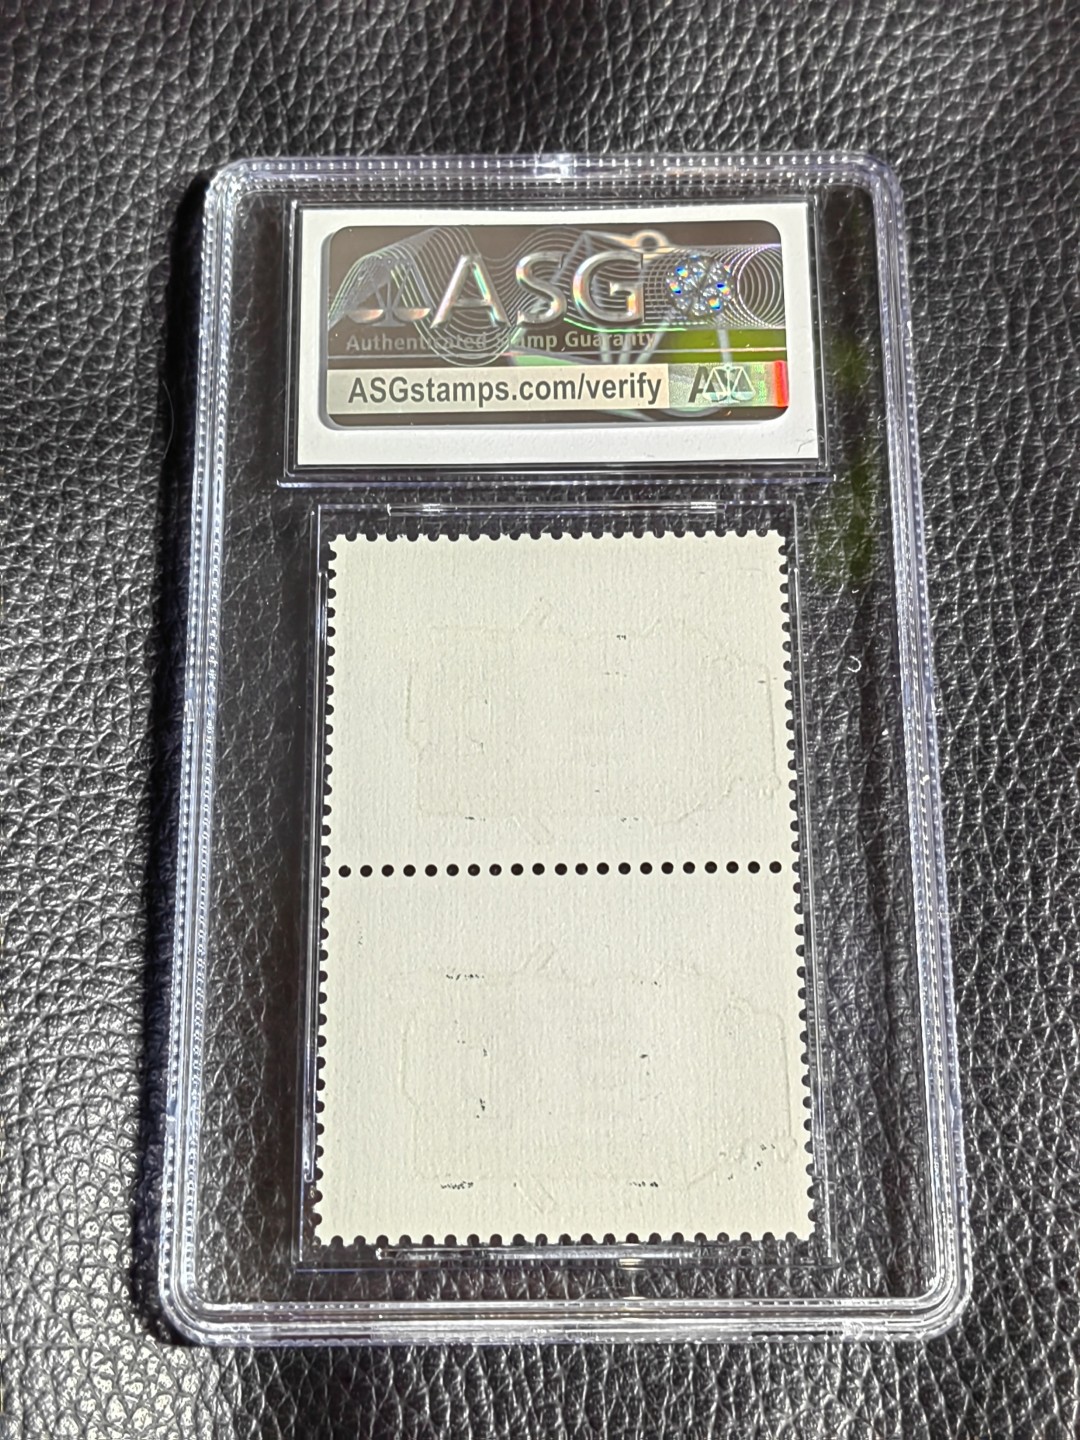 ASG
Authenticated Stamp Guaranty
ASGstamps.com/verify